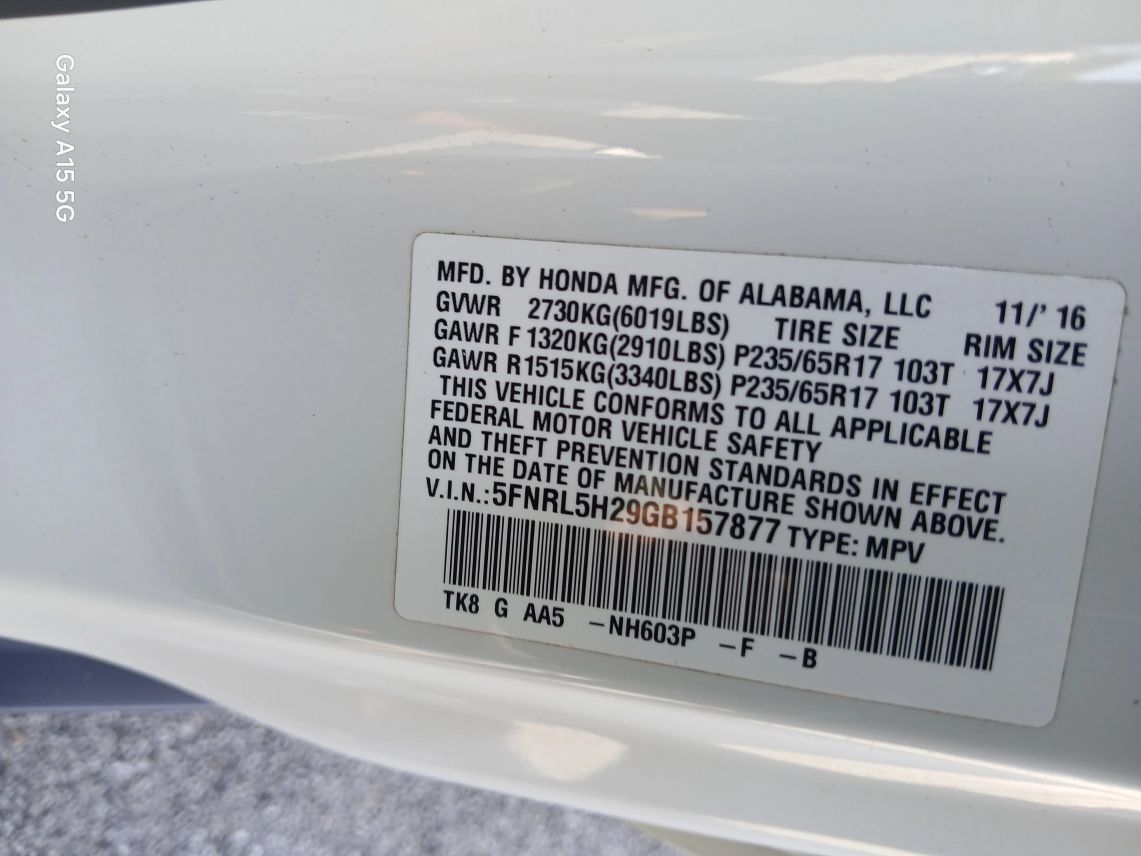 Galaxy A15 5G
MFD. BY HONDA MFG. OF ALABAMA, LLC 11/' 16
GVWR 2730KG(6019LBS) TIRE SIZE RIM SIZE
GAWR F 1320KG(2910LBS) P235/65R17 103T 17X7J
GAWR R 1515KG(3340LBS) P235/65R17 103T 17X7J
THIS VEHICLE CONFORMS TO ALL APPLICABLE
FEDERAL MOTOR VEHICLE SAFETY
AND THEFT PREVENTION STANDARDS IN EFFECT
ON THE DATE OF MANUFACTURE SHOWN ABOVE.
V.I.N.:5FNRL5H29GB157877 TYPE: MPV
TK8 G AA5 –NH603P –F –B